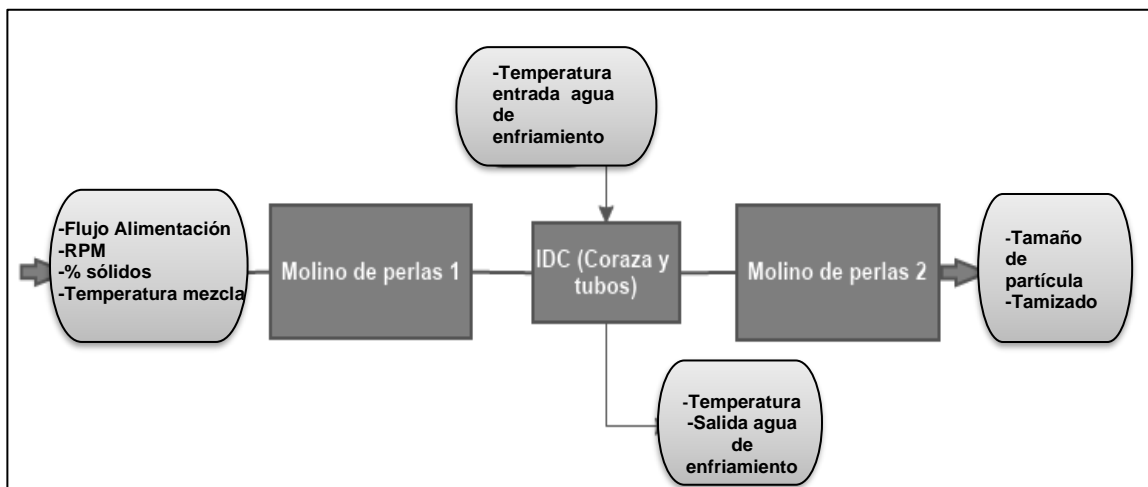 -Temperatura
entrada agua
de
enfriamiento
-Flujo Alimentación
-RPM
-% sólidos
-Temperatura mezcla
Molino de perlas 1
IDC (Coraza y
tubos)
Molino de perlas 2
-Tamaño
de
partícula
-Tamizado
-Temperatura
-Salida agua
de
enfriamiento